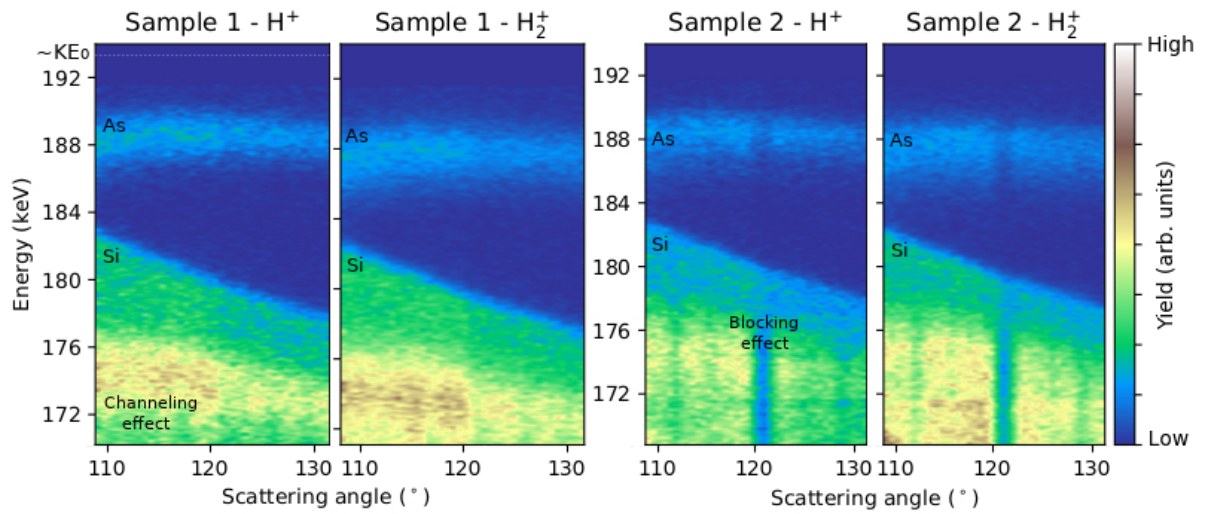 Sample 1 - H⁺
Sample 1 - H₂⁺
Sample 2 - H⁺
Sample 2 - H₂⁺
~KE₀
192
188
184
180
176
172
Energy (keV)
As
Si
Channeling
effect
110
120
130
As
Si
110
120
130
Scattering angle (°)
192
188
184
180
176
172
As
Si
Blocking
effect
110
120
130
As
Si
110
120
130
Scattering angle (°)
High
Low
Yield (arb. units)